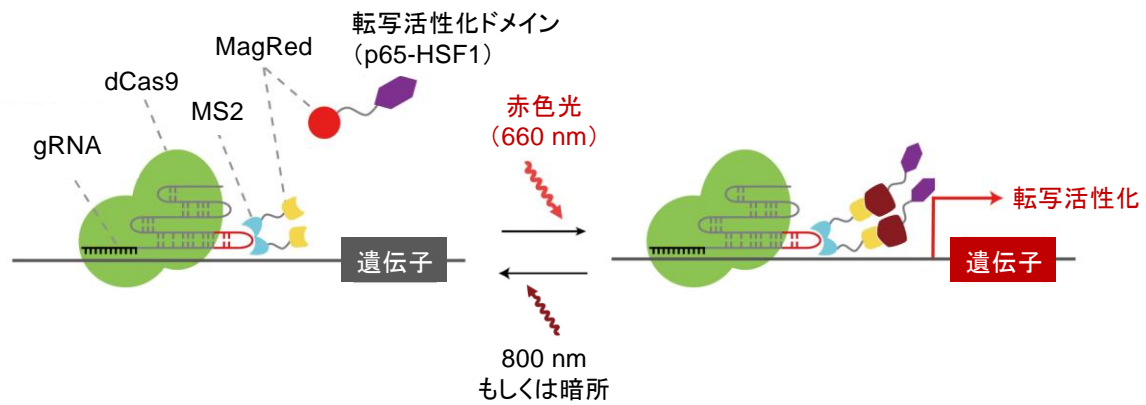 転写活性化ドメイン
（p65-HSF1）
MagRed
dCas9
MS2
gRNA
遺伝子
赤色光
（660 nm）
800 nm
もしくは暗所
転写活性化
遺伝子